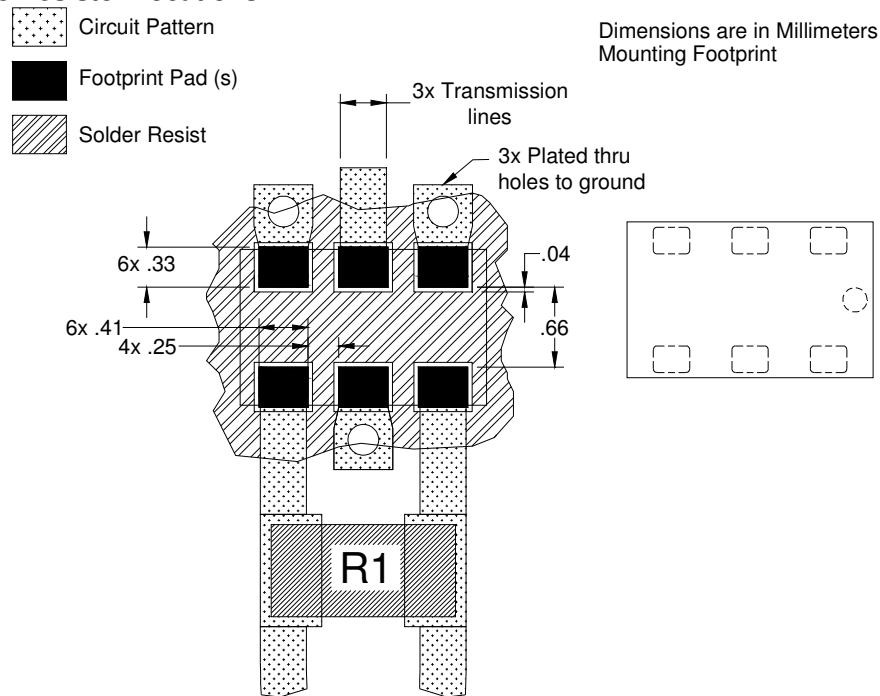 Circuit Pattern
Footprint Pad (s)
Solder Resist
Dimensions are in Millimeters
Mounting Footprint
3x Transmission
lines
3x Plated thru
holes to ground
6x .33
.04
6x .41
4x .25
.66
R1